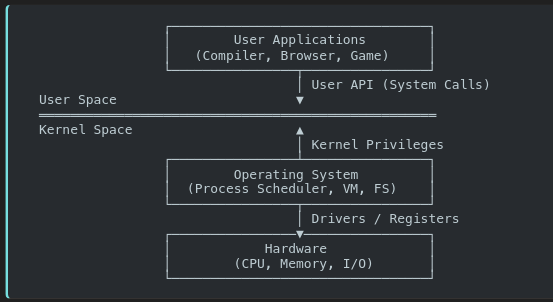 User Applications
(Compiler, Browser, Game)
User API (System Calls)
User Space
Kernel Space
Kernel Privileges
Operating System
(Process Scheduler, VM, FS)
Drivers / Registers
Hardware
(CPU, Memory, I/O)